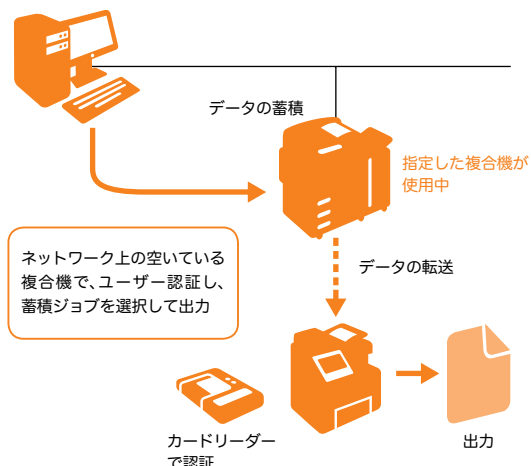 データの蓄積
指定した複合機が
使用中
ネットワーク上の空いている
複合機で、ユーザー認証し、
蓄積ジョブを選択して出力
データの転送
カードリーダー
で認証
出力